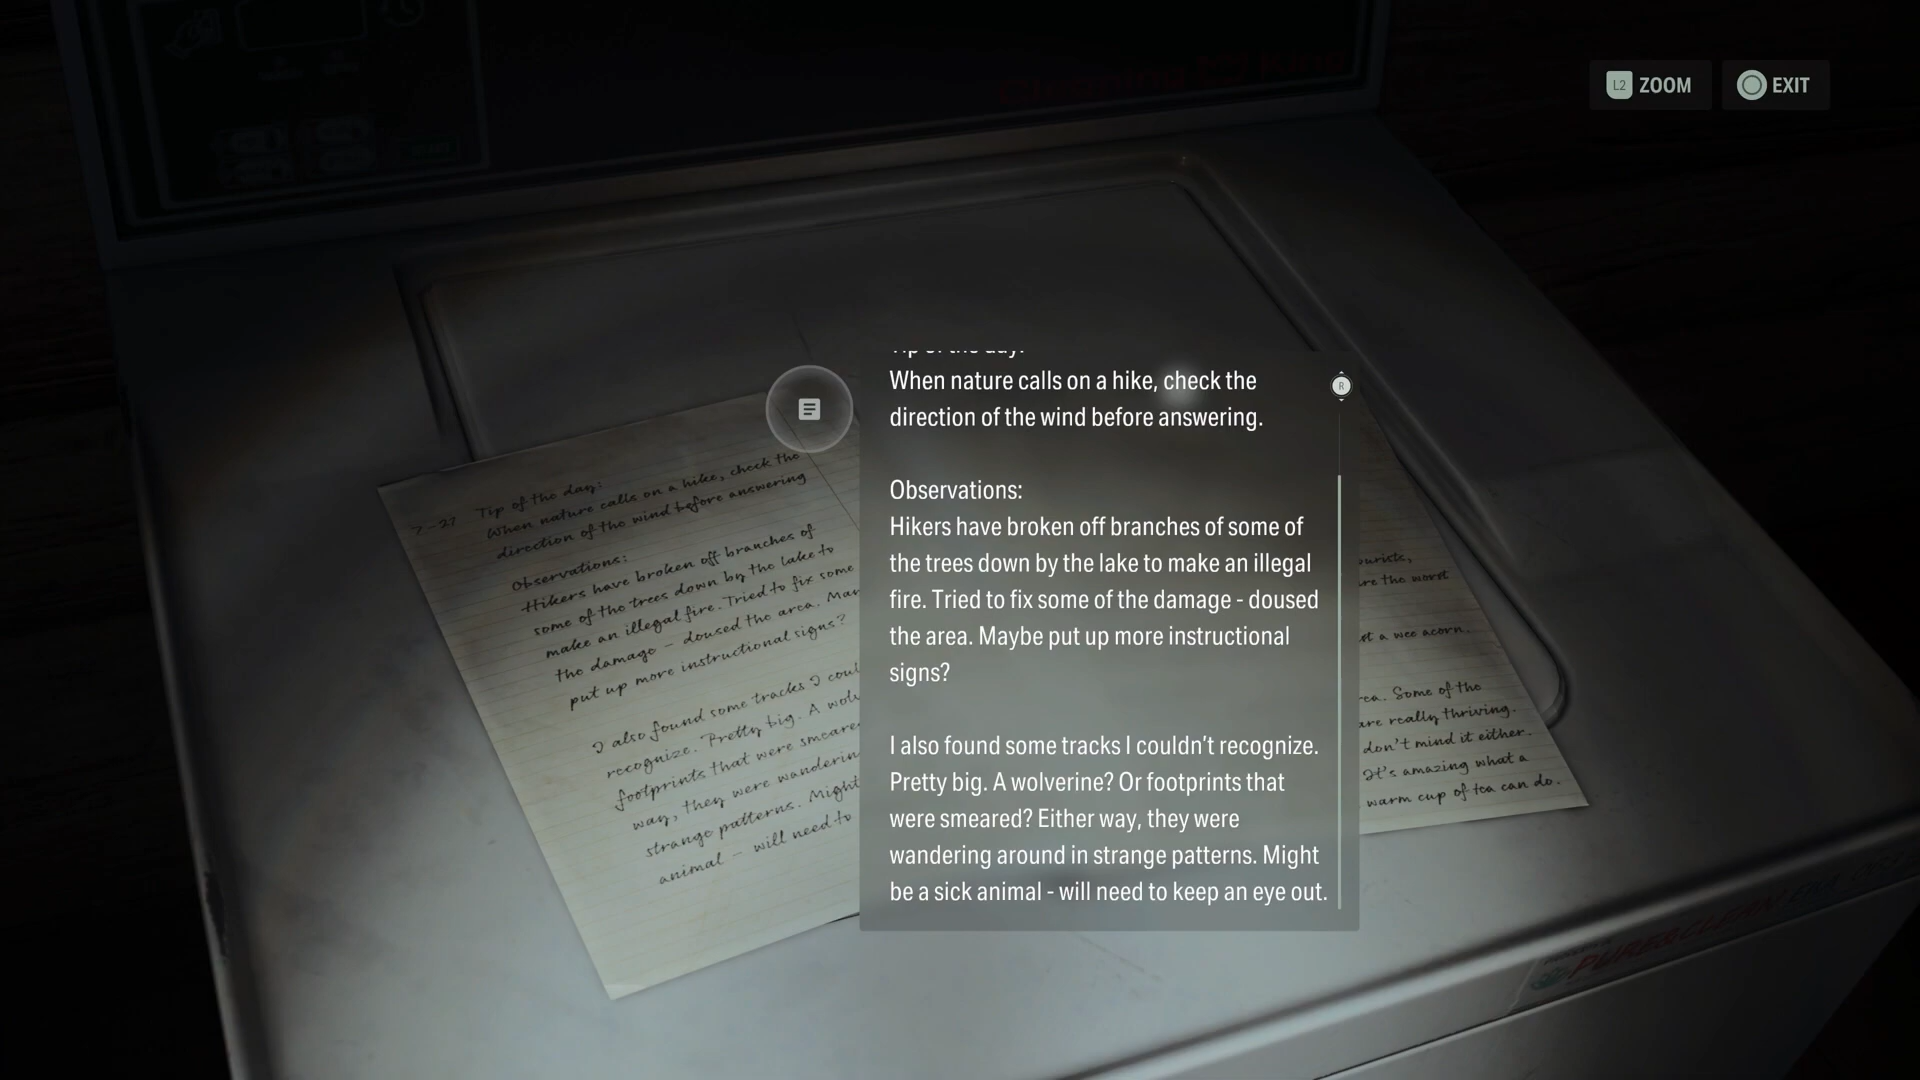 L2 ZOOM
EXIT
Tip of the day:
When nature calls on a hike, check the
direction of the wind before answering.
Observations:
Hikers have broken off branches of some of
the trees down by the lake to make an illegal
fire. Tried to fix some of the damage - doused
the area. Maybe put up more instructional
signs?
I also found some tracks I couldn't recognize.
Pretty big. A wolverine? Or footprints that
were smeared? Either way, they were
wandering around in strange patterns. Might
be a sick animal - will need to keep an eye out.
R
7-27 Tip of the day:
When nature calls on a hike, check the
direction of the wind before answering
Observations:
Hikers have broken off branches of
some of the trees down by the lake to
make an illegal fire. Tried to fix some
the damage - doused the area.
put up more instructional signs?
I also found some tracks I
recognize. Pretty big. A
footprints that were
way, they were
strange patterns. Might
animal - will need to
are the worst
a wee acorn.
Some of the
are really thriving.
don't mind it either.
It's amazing what a
warm cup of tea can do.